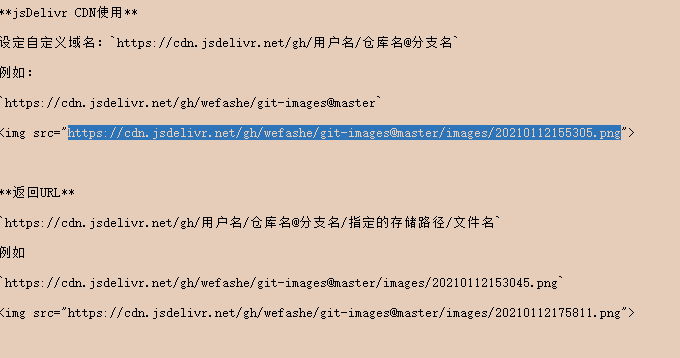 **jsDelivr CDN使用**
设定自定义域名：`https://cdn.jsdelivr.net/gh/用户名/仓库名@分支名`
例如：
`https://cdn.jsdelivr.net/gh/wefashe/git-images@master`
<img src="https://cdn.jsdelivr.net/gh/wefashe/git-images@master/images/20210112155305.png">
**返回URL**
`https://cdn.jsdelivr.net/gh/用户名/仓库名@分支名/指定的存储路径/文件名`
例如
`https://cdn.jsdelivr.net/gh/wefashe/git-images@master/images/20210112153045.png`
<img src="https://cdn.jsdelivr.net/gh/wefashe/git-images@master/images/20210112175811.png">